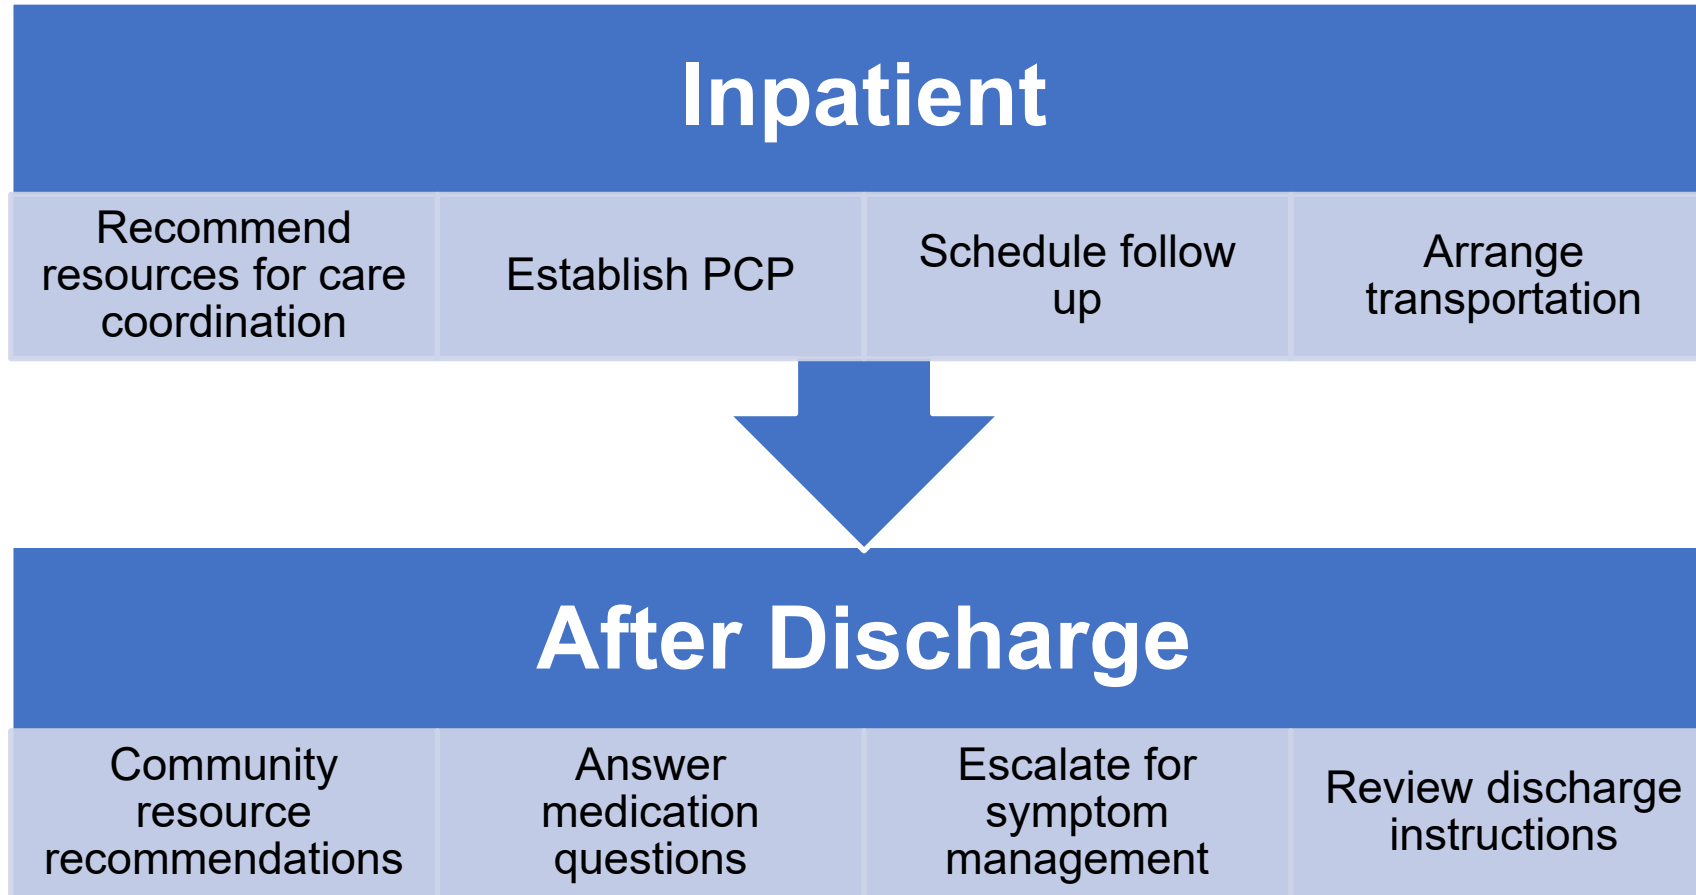 Inpatient
Recommend
resources for care
coordination
Establish PCP
Schedule follow
up
Arrange
transportation
After Discharge
Community
resource
recommendations
Answer
medication
questions
Escalate for
symptom
management
Review discharge
instructions